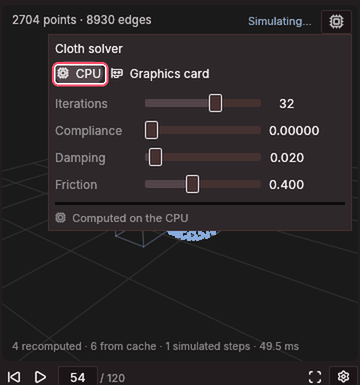 2704 points · 8930 edges Simulating...
Cloth solver
CPU Graphics card
Iterations 32
Compliance 0.00000
Damping 0.020
Friction 0.400
Computed on the CPU
4 recomputed · 6 from cache · 1 simulated steps · 49.5 ms
54 / 120